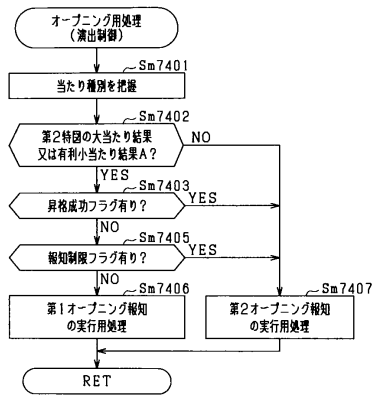 オープニング用処理
(演出制御)
Sm7401
当たり種別を把握
Sm7402
第2特図の大当たり結果
又は有利小当たり結果A?
NO
YES
Sm7403
昇格成功フラグ有り?
YES
NO
Sm7405
報知制限フラグ有り?
YES
NO
Sm7406
第1オープニング報知
の実行用処理
Sm7407
第2オープニング報知
の実行用処理
RET